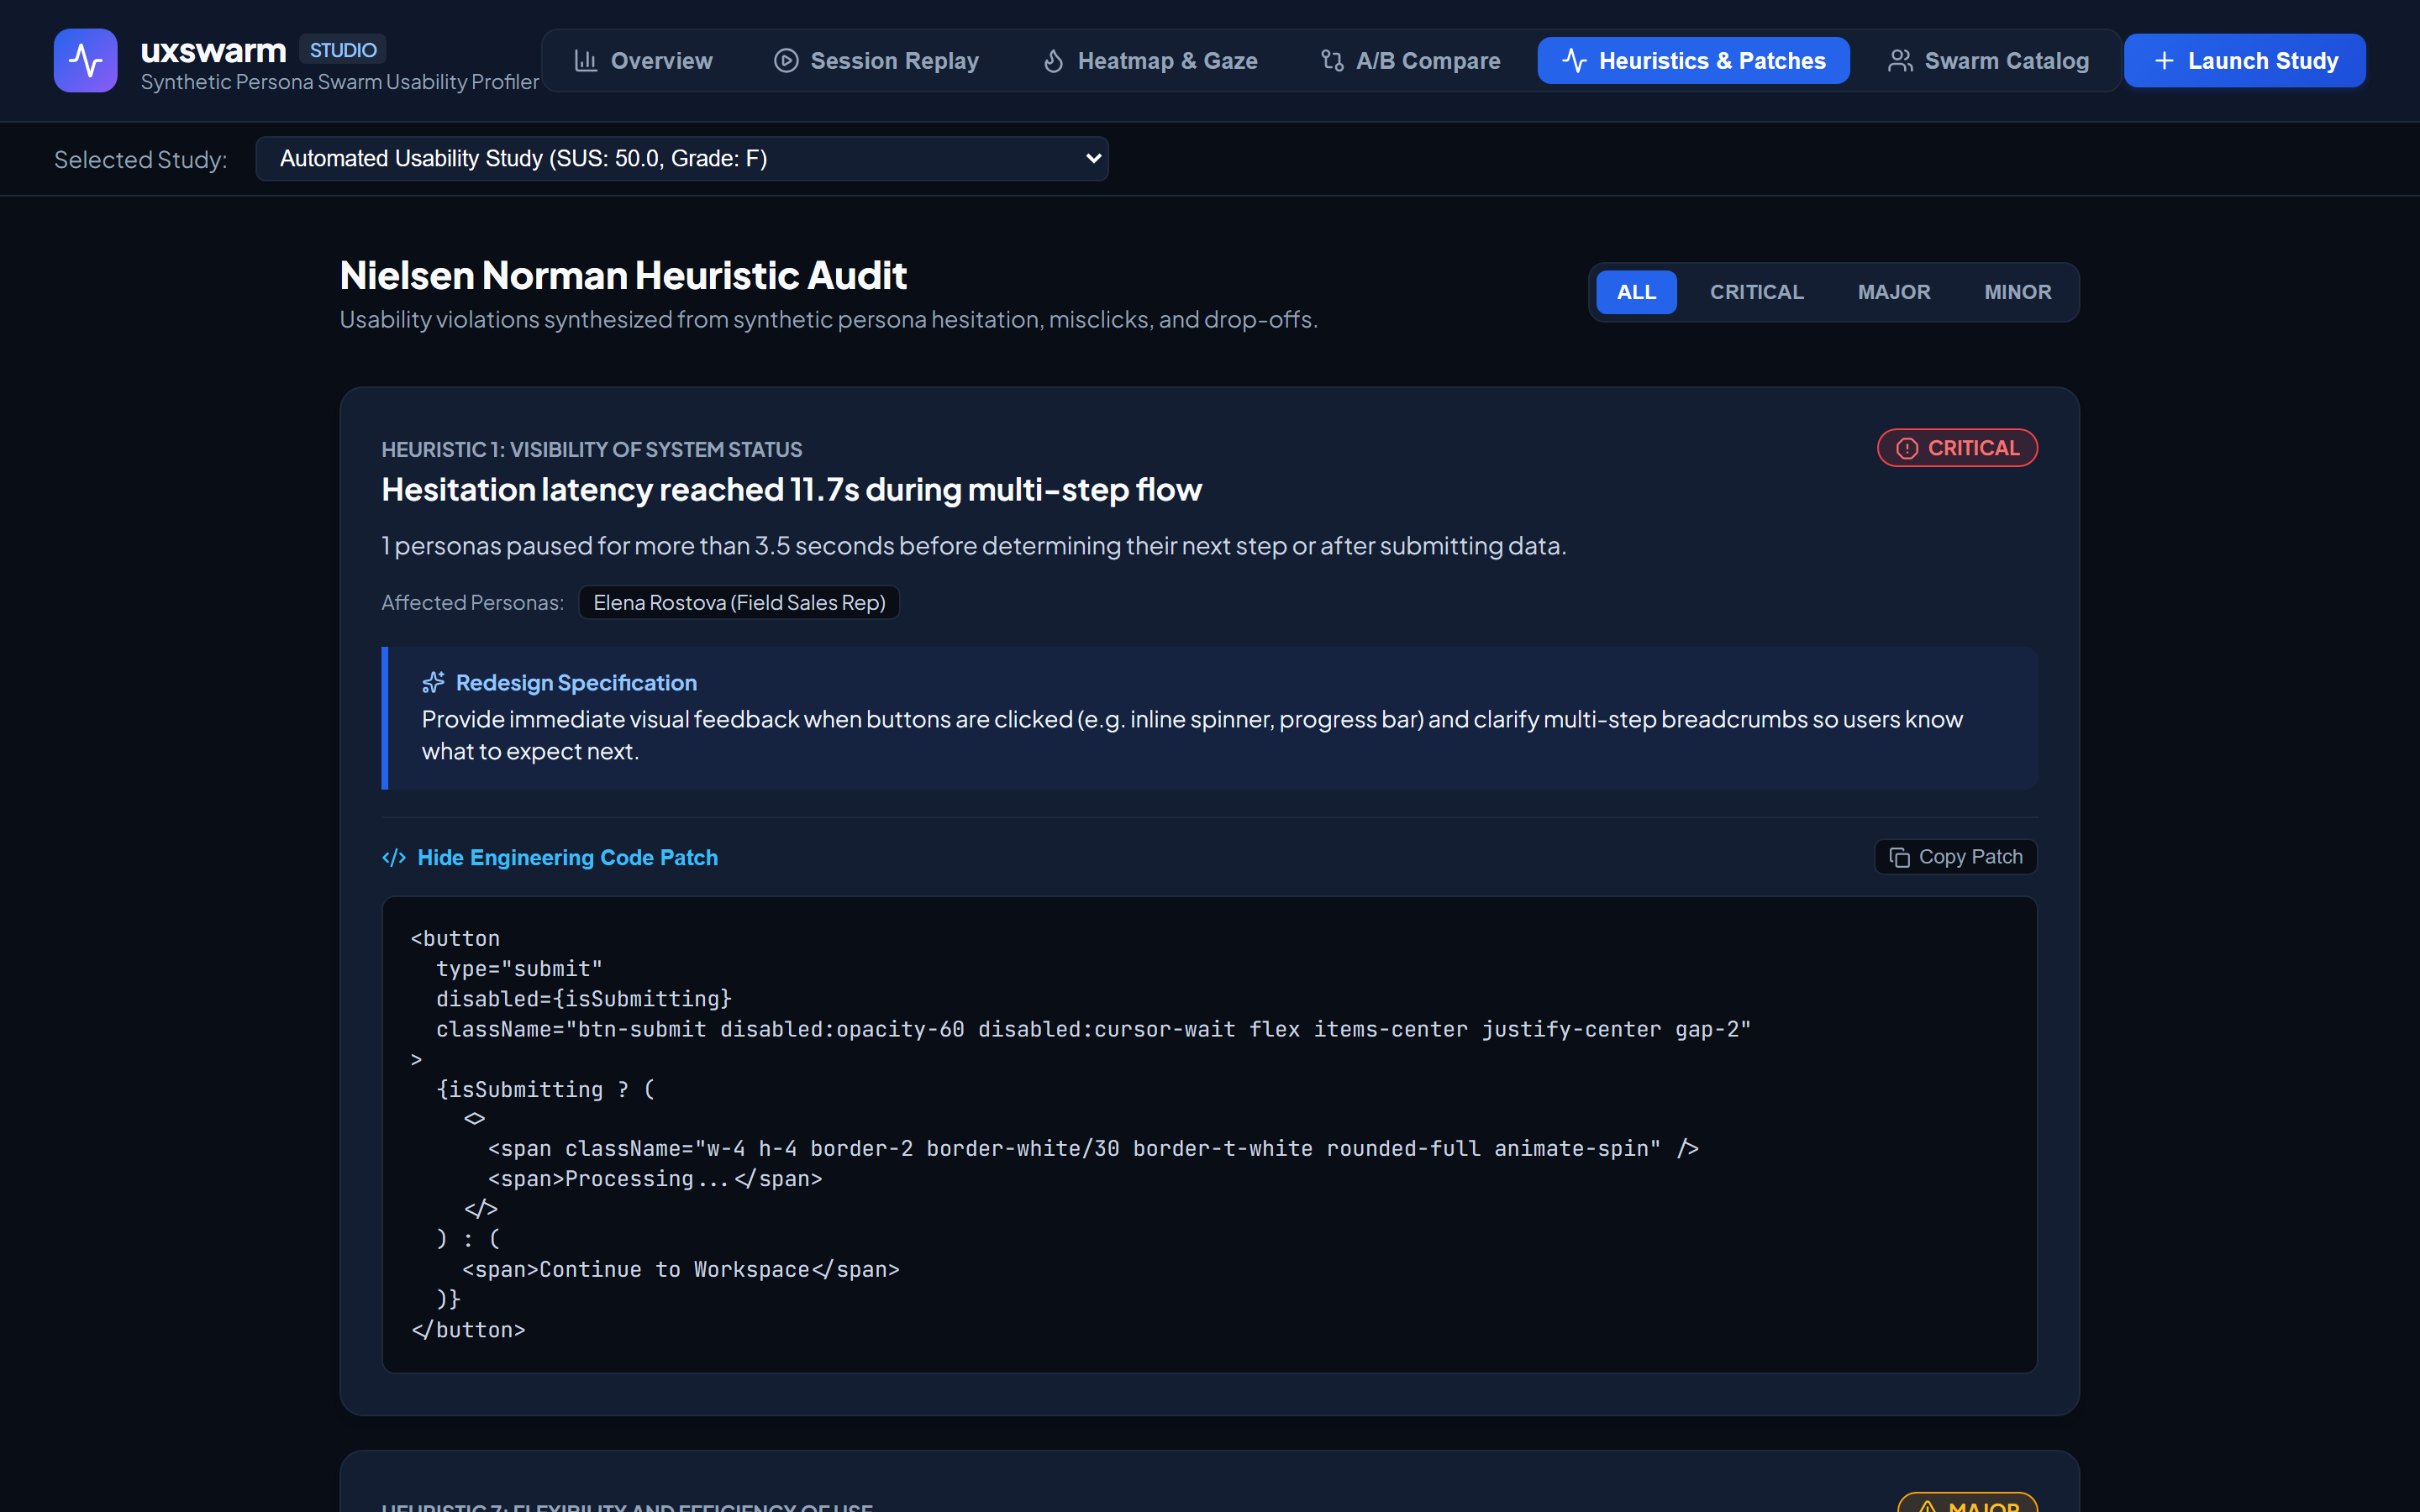 uxswarm STUDIO
Synthetic Persona Swarm Usability Profiler
Overview
Session Replay
Heatmap & Gaze
A/B Compare
Heuristics & Patches
Swarm Catalog
Launch Study
Selected Study:
Automated Usability Study (SUS: 50.0, Grade: F)
Nielsen Norman Heuristic Audit
Usability violations synthesized from synthetic persona hesitation, misclicks, and drop-offs.
ALL
CRITICAL
MAJOR
MINOR
HEURISTIC 1: VISIBILITY OF SYSTEM STATUS
CRITICAL
Hesitation latency reached 11.7s during multi-step flow
1 personas paused for more than 3.5 seconds before determining their next step or after submitting data.
Affected Personas: Elena Rostova (Field Sales Rep)
Redesign Specification
Provide immediate visual feedback when buttons are clicked (e.g. inline spinner, progress bar) and clarify multi-step breadcrumbs so users know
what to expect next.
</> Hide Engineering Code Patch
Copy Patch
<button
  type="submit"
  disabled={isSubmitting}
  className="btn-submit disabled:opacity-60 disabled:cursor-wait flex items-center justify-center gap-2"
>
  {isSubmitting ? (
    <>
      <span className="w-4 h-4 border-2 border-white/30 border-t-white rounded-full animate-spin" />
      <span>Processing...</span>
    </>
  ) : (
    <span>Continue to Workspace</span>
  )}
</button>
HEURISTIC 7: FLEXIBILITY AND EFFICIENCY OF USE
MAJOR